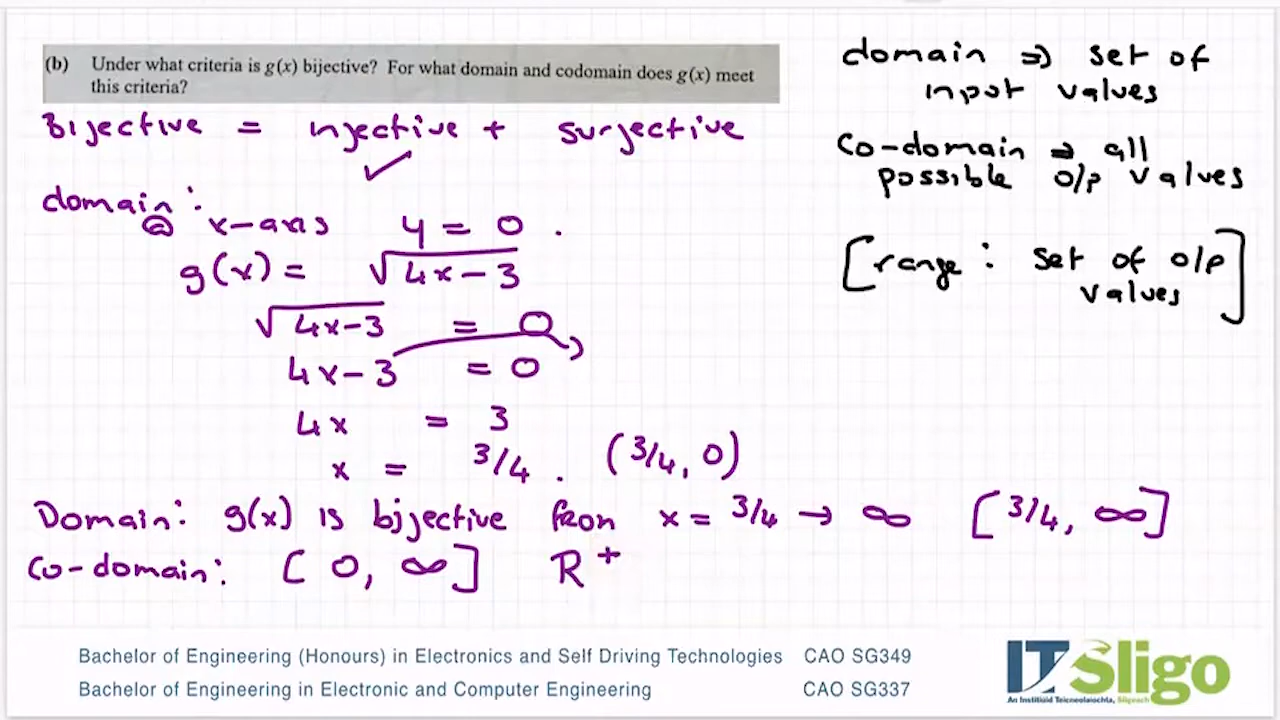 (b) Under what criteria is g(x) bijective? For what domain and codomain does g(x) meet
this criteria?
Bijective = injective + surjective
✓
domain:
@ x-axis y = 0 .
g(x) = √4x-3
√4x-3 = 0
4x-3 = 0
4x = 3
x = 3/4 . (3/4, 0)
Domain: g(x) is bijective from x = 3/4 → ∞ [3/4, ∞]
Co-domain: [0, ∞] R+
domain ⇒ set of
input values
Co-domain ⇒ all
possible o/p values
[range: set of o/p
values]
Bachelor of Engineering (Honours) in Electronics and Self Driving Technologies CAO SG349
Bachelor of Engineering in Electronic and Computer Engineering CAO SG337
IT Sligo
An Institiúid Teicneolaíochta, Sligeach